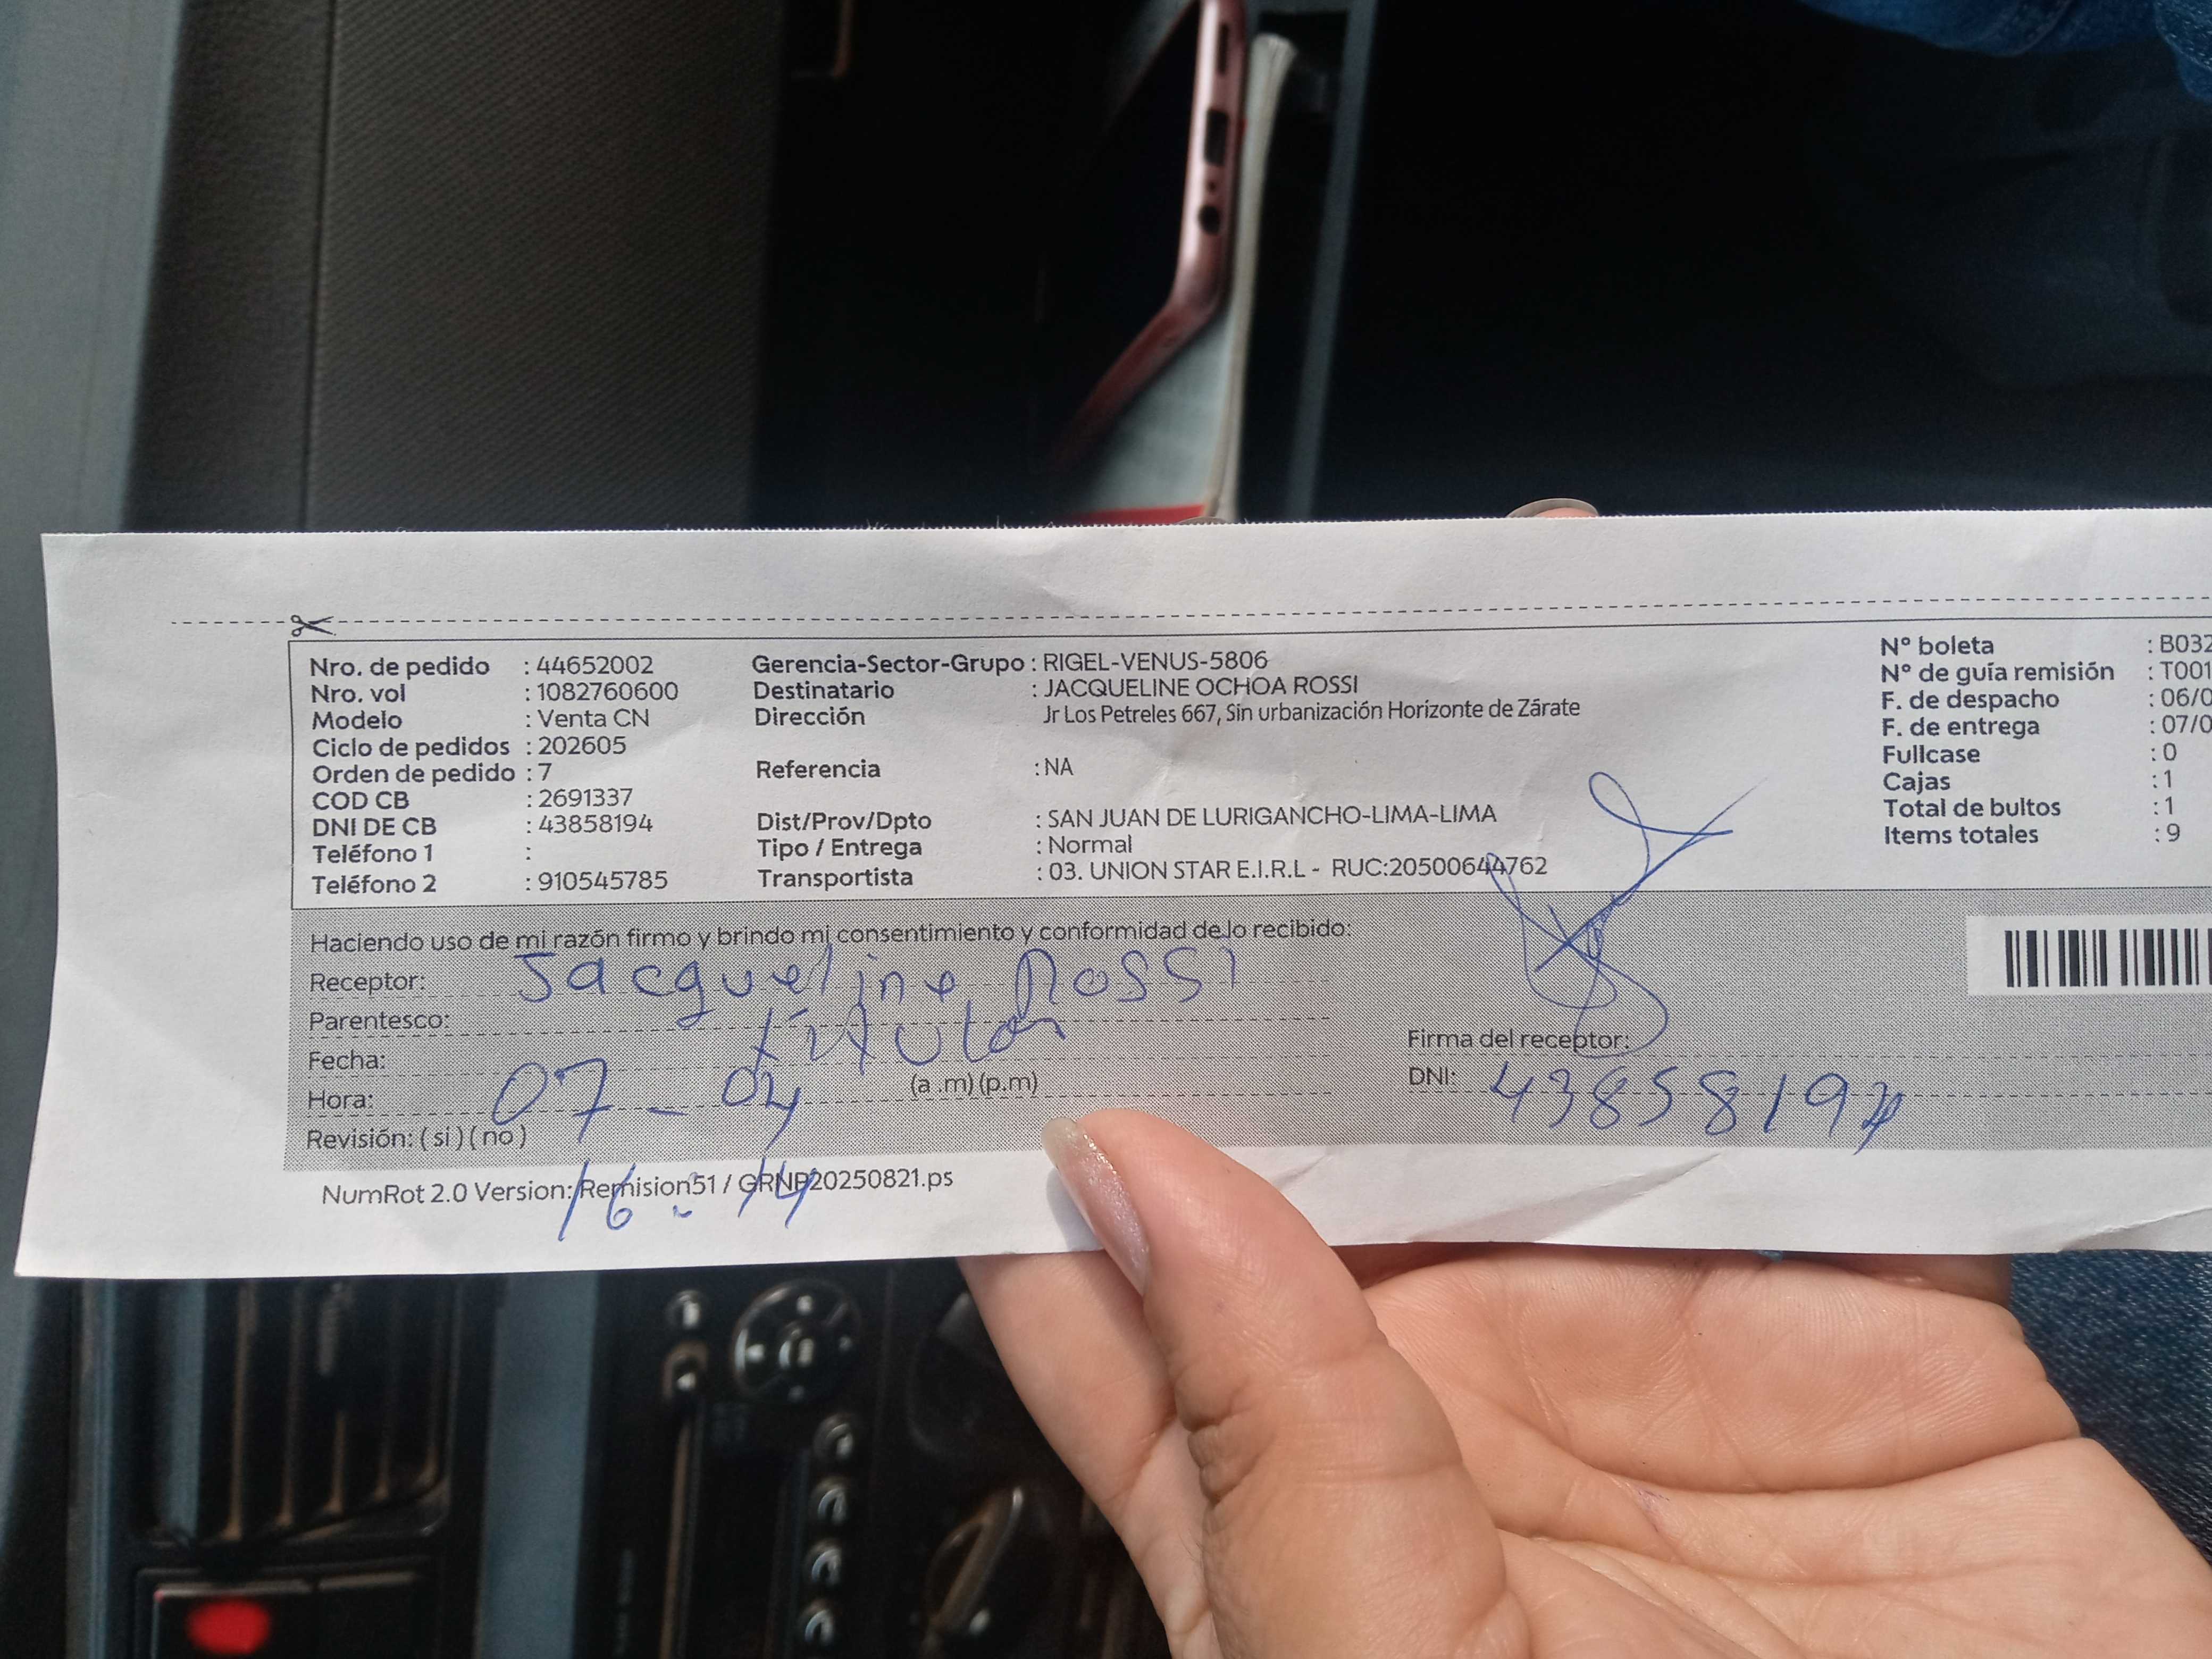 Nro. de pedido : 44652002
Nro. vol : 1082760600
Modelo : Venta CN
Ciclo de pedidos : 202605
Orden de pedido : 7
COD CB : 2691337
DNI DE CB : 43858194
Teléfono 1 :
Teléfono 2 : 910545785
Gerencia-Sector-Grupo : RIGEL-VENUS-5806
Destinatario : JACQUELINE OCHOA ROSSI
Dirección Jr Los Petreles 667, Sin urbanización Horizonte de Zárate
Referencia : NA
Dist/Prov/Dpto : SAN JUAN DE LURIGANCHO-LIMA-LIMA
Tipo / Entrega : Normal
Transportista : 03. UNION STAR E.I.R.L - RUC:20500644762
N° boleta : B032
N° de guía remisión : T001
F. de despacho : 06/0
F. de entrega : 07/0
Fullcase : 0
Cajas : 1
Total de bultos : 1
Items totales : 9
Haciendo uso de mi razón firmo y brindo mi consentimiento y conformidad de lo recibido:
Receptor: Jacqueline Rossi
Parentesco: titular
Fecha: 07-04
Hora: (a .m) (p.m)
Revisión: ( si ) ( no )
Firma del receptor:
DNI: 43858194
NumRot 2.0 Version: Remision51 / GRNP20250821.ps
16:14